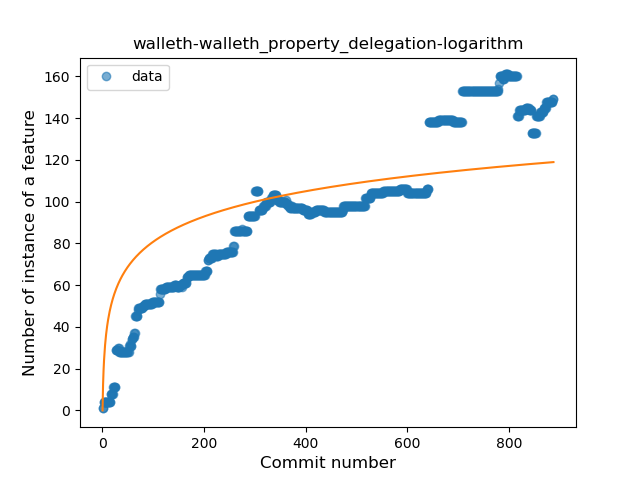 walleth-walleth_property_delegation-logarithm
data
Number of instance of a feature
160
140
120
100
80
60
40
20
0
0 200 400 600 800
Commit number